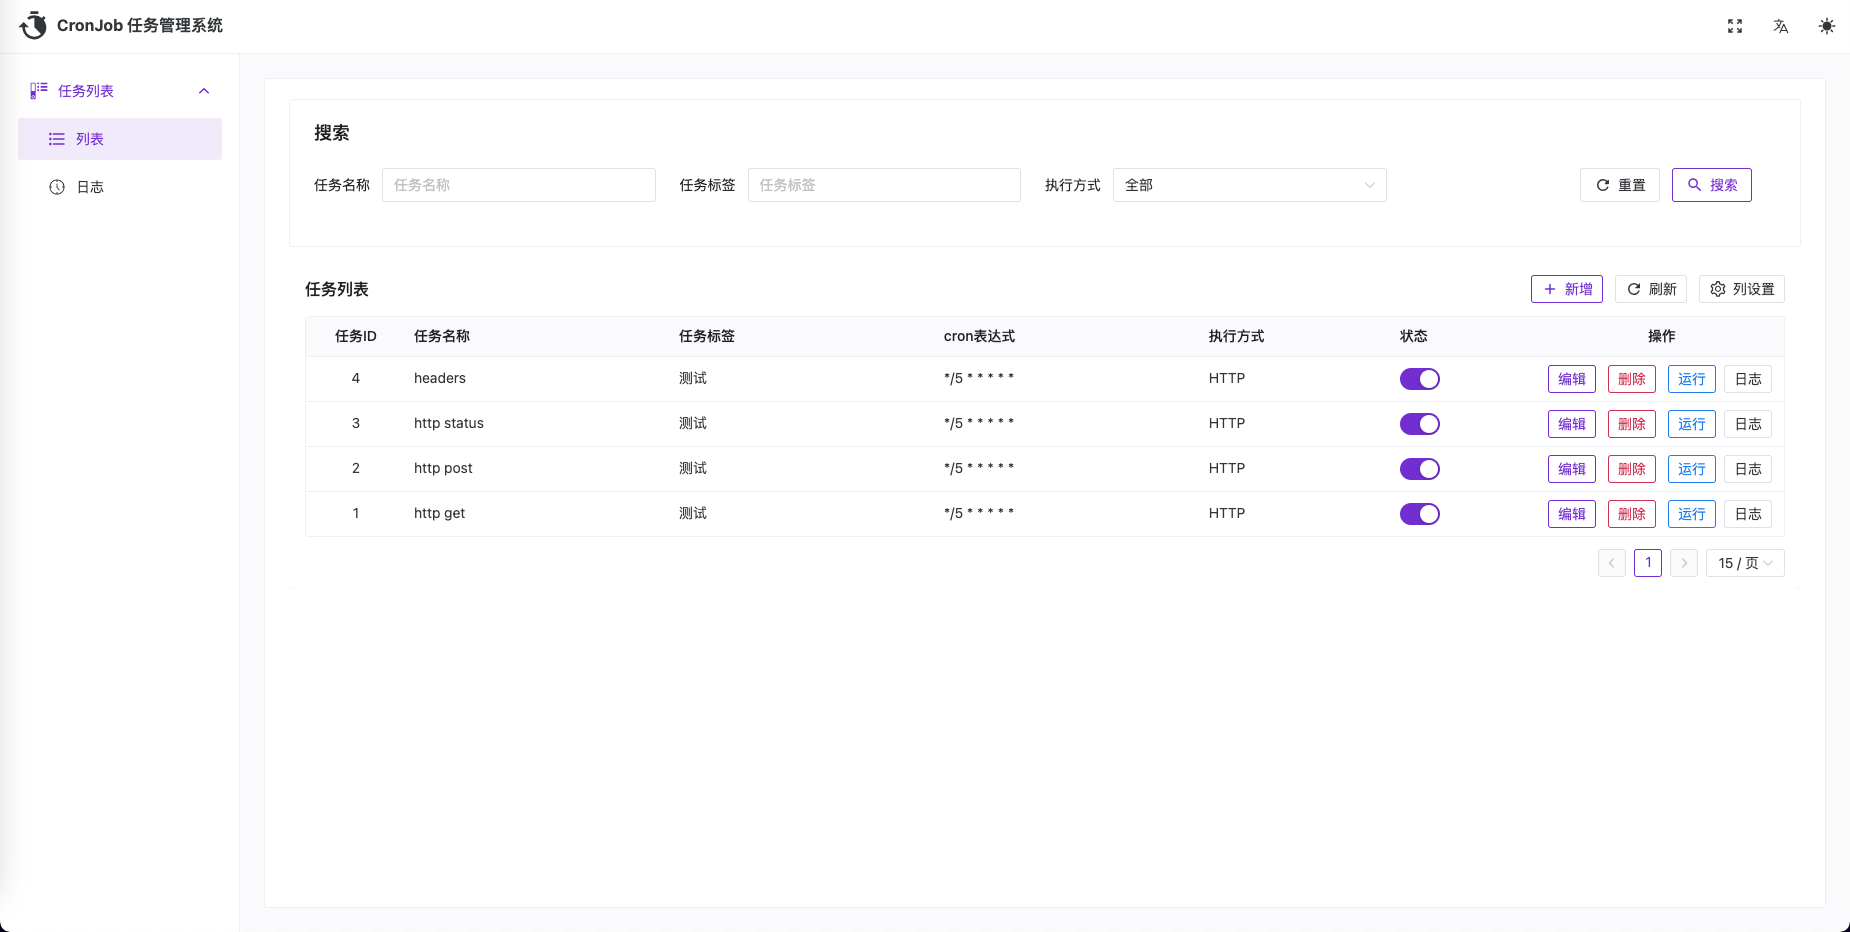 CronJob 任务管理系统
任务列表
列表
日志
搜索
任务名称 任务名称 任务标签 任务标签 执行方式 全部 重置 搜索
任务列表 新增 刷新 列设置
任务ID 任务名称 任务标签 cron表达式 执行方式 状态 操作
4 headers 测试 */5 * * * * * HTTP 编辑 删除 运行 日志
3 http status 测试 */5 * * * * * HTTP 编辑 删除 运行 日志
2 http post 测试 */5 * * * * * HTTP 编辑 删除 运行 日志
1 http get 测试 */5 * * * * * HTTP 编辑 删除 运行 日志
1 15 / 页